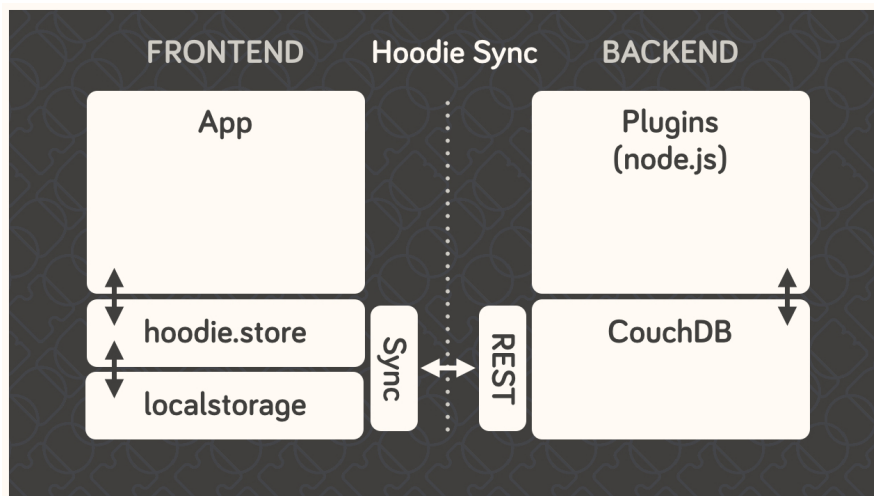 FRONTEND
Hoodie Sync
BACKEND
App
Plugins
(node.js)
hoodie.store
localstorage
Sync
REST
CouchDB